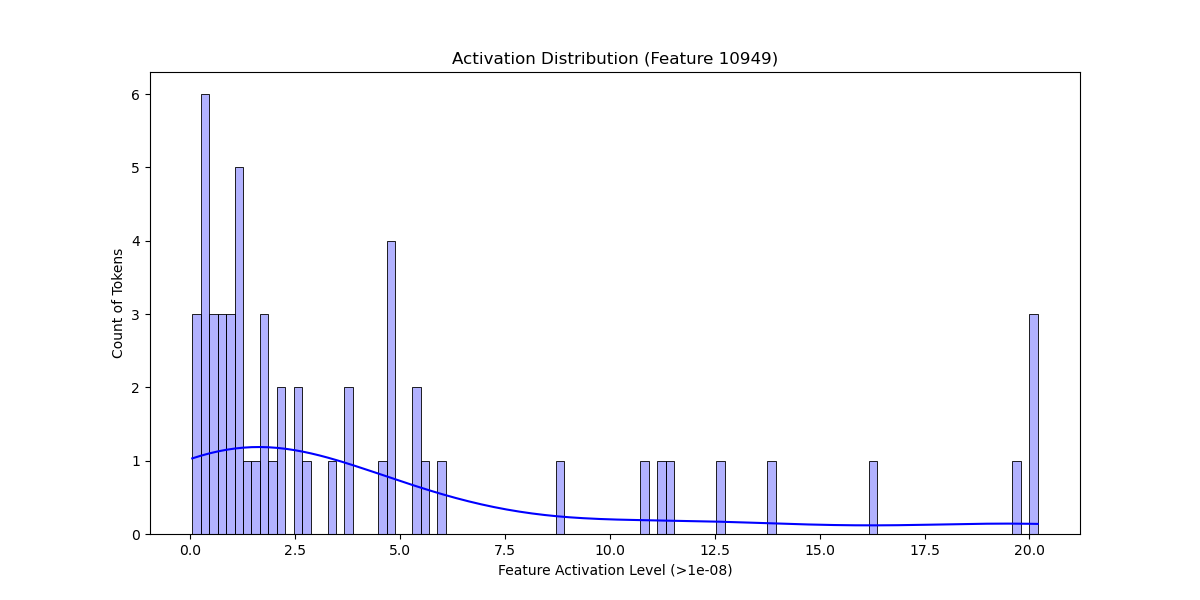 Activation Distribution (Feature 10949)
Count of Tokens
6
5
4
3
2
1
0
0.0 2.5 5.0 7.5 10.0 12.5 15.0 17.5 20.0
Feature Activation Level (>1e-08)